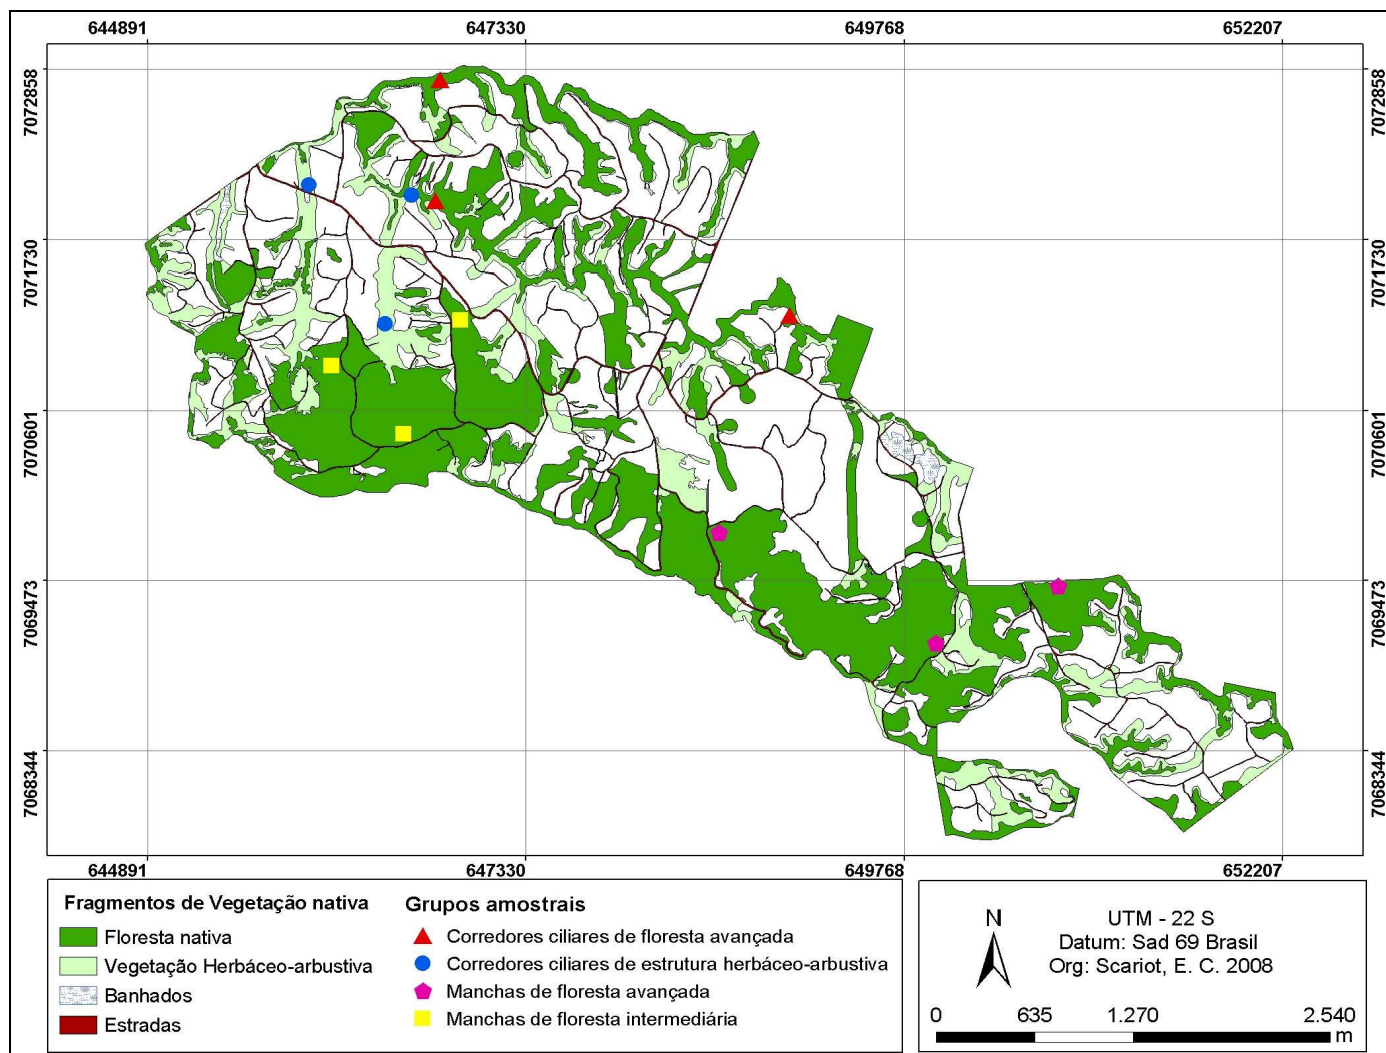 644891 647330 649768 652207
7072858 7072858
7071730 7071730
7070601 7070601
7069473 7069473
7068344 7068344
644891 647330 649768 652207
Fragmentos de Vegetação nativa
Floresta nativa
Vegetação Herbáceo-arbustiva
Banhados
Estradas
Grupos amostrais
Corredores ciliares de floresta avançada
Corredores ciliares de estrutura herbáceo-arbustiva
Manchas de floresta avançada
Manchas de floresta intermediária
N
UTM - 22 S
Datum: Sad 69 Brasil
Org: Scariot, E. C. 2008
0 635 1.270 2.540
m